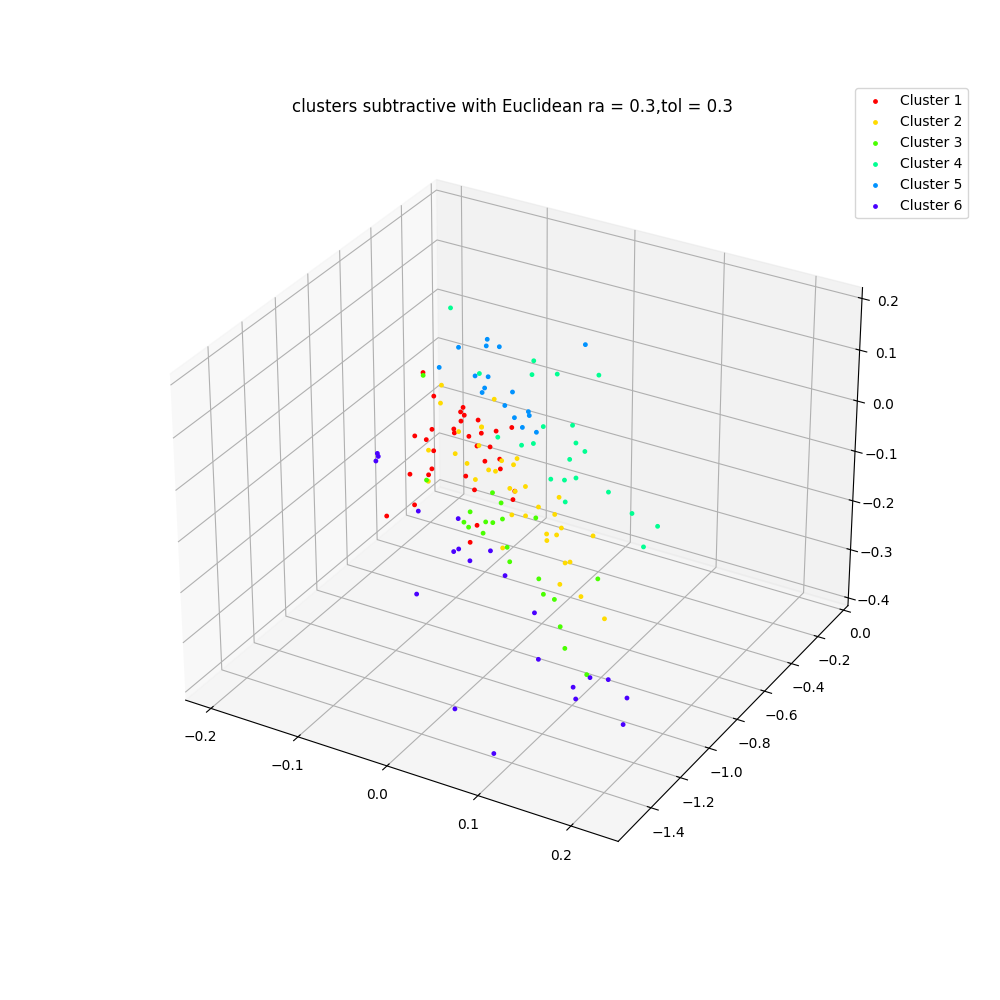 clusters subtractive with Euclidean ra = 0.3,tol = 0.3
Cluster 1
Cluster 2
Cluster 3
Cluster 4
Cluster 5
Cluster 6
0.2
0.1
0.0
−0.1
−0.2
−0.3
−0.4
0.0
−0.2
−0.4
−0.6
−0.8
−1.0
−1.2
−1.4
−0.2
−0.1
0.0
0.1
0.2